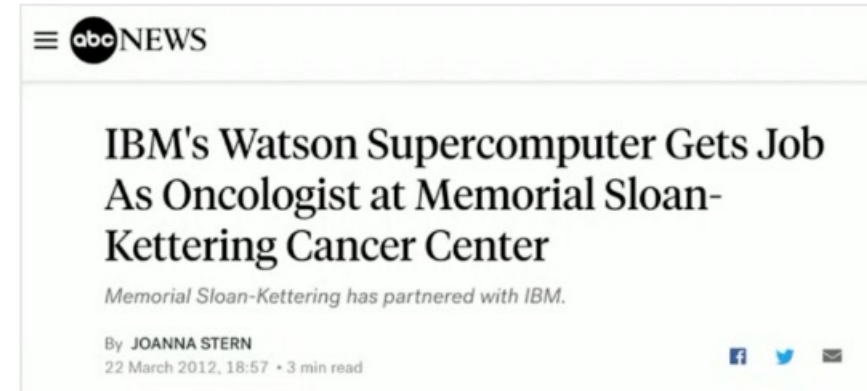 abc NEWS
IBM's Watson Supercomputer Gets Job
As Oncologist at Memorial Sloan-
Kettering Cancer Center
Memorial Sloan-Kettering has partnered with IBM.
By JOANNA STERN
22 March 2012, 18:57 • 3 min read